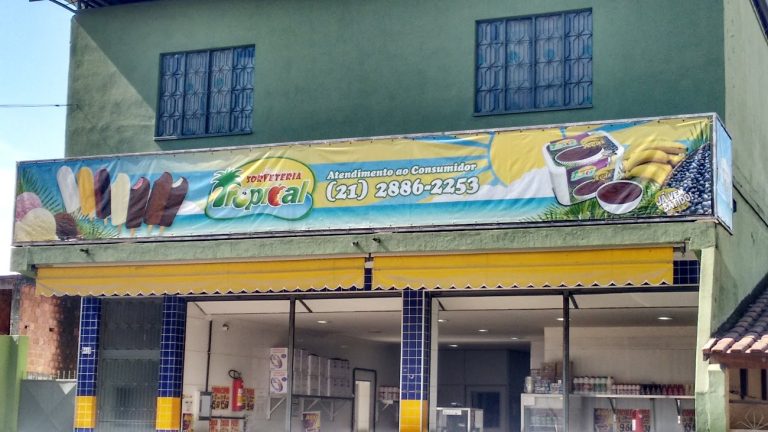 SORVETERIA
Tropical
Atendimento ao Consumidor
(21) 2886-2253